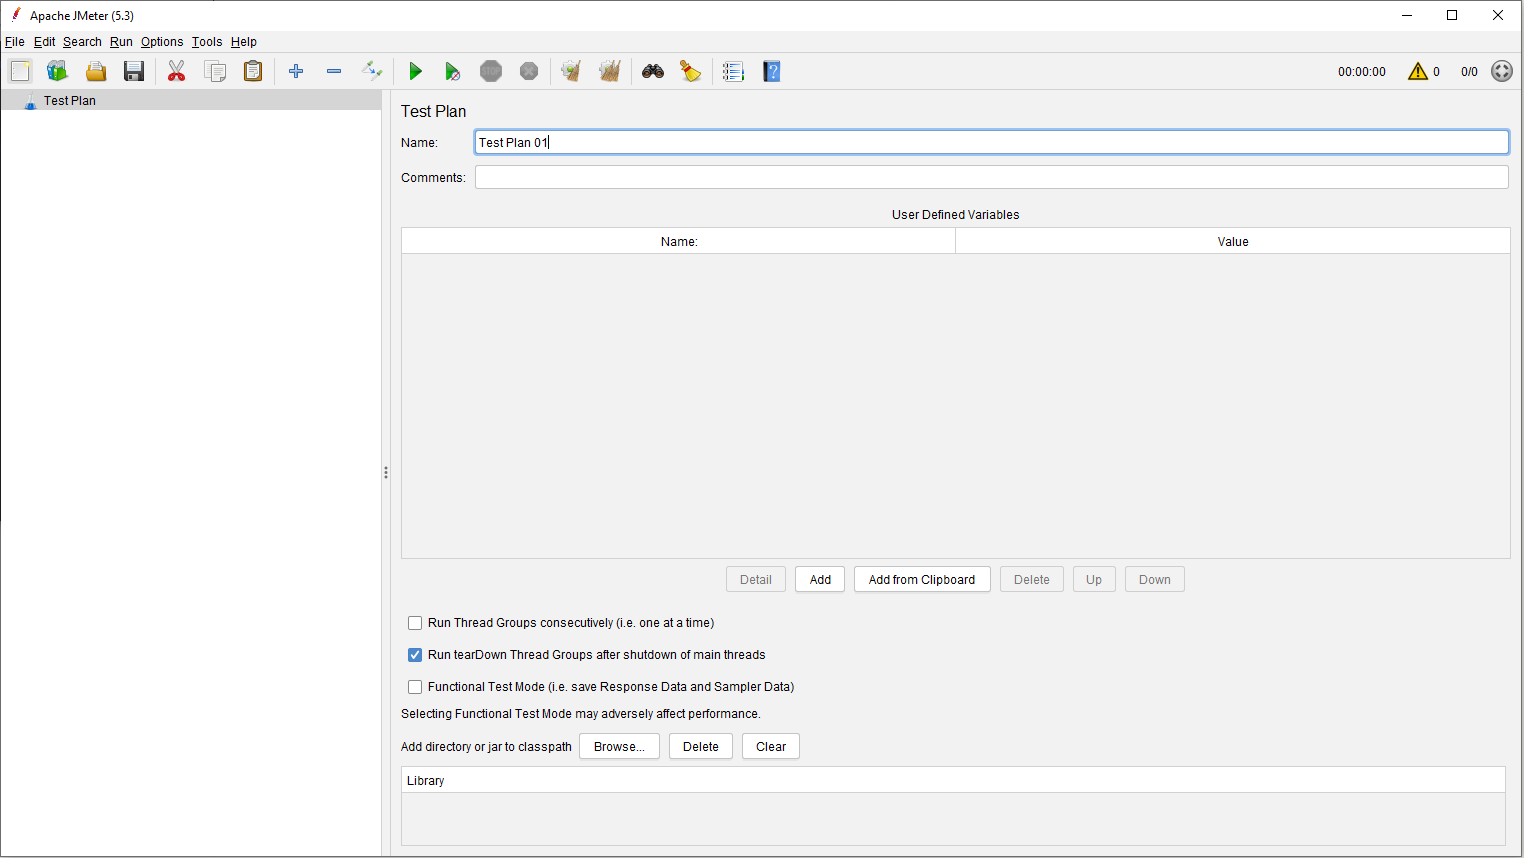 Apache JMeter (5.3)
File Edit Search Run Options Tools Help
STOP
00:00:00 0 0/0
Test Plan
Test Plan
Name: Test Plan 01
Comments:
User Defined Variables
Name: Value
Detail Add Add from Clipboard Delete Up Down
Run Thread Groups consecutively (i.e. one at a time)
Run tearDown Thread Groups after shutdown of main threads
Functional Test Mode (i.e. save Response Data and Sampler Data)
Selecting Functional Test Mode may adversely affect performance.
Add directory or jar to classpath Browse... Delete Clear
Library